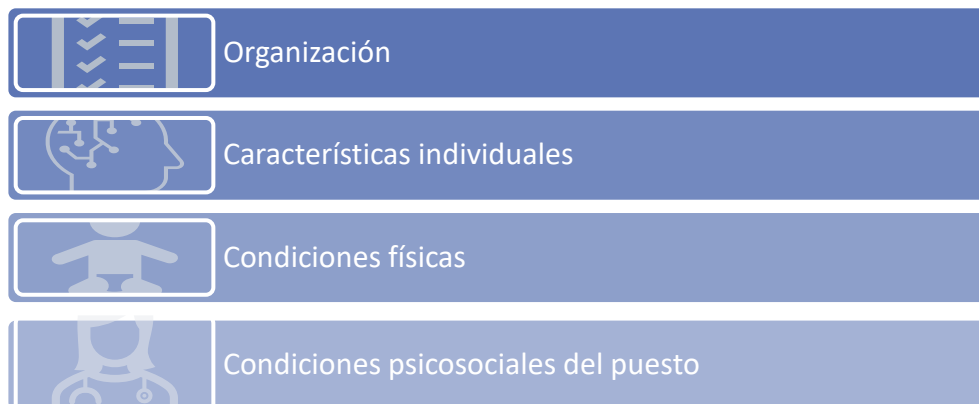 Organización
Características individuales
Condiciones físicas
Condiciones psicosociales del puesto